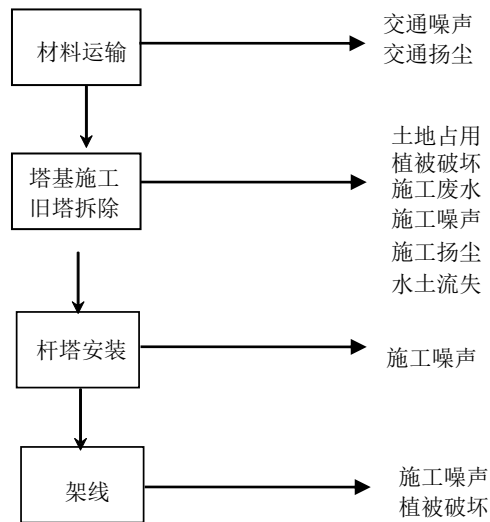 材料运输
交通噪声
交通扬尘
塔基施工
旧塔拆除
土地占用
植被破坏
施工废水
施工噪声
施工扬尘
水土流失
杆塔安装
施工噪声
架线
施工噪声
植被破坏